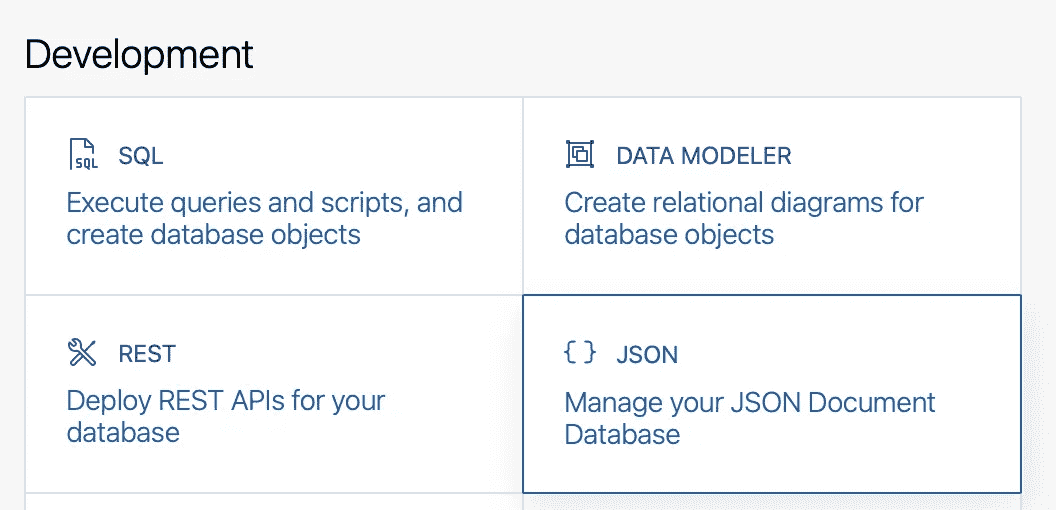 Development
SQL
SQL
Execute queries and scripts, and
create database objects
DATA MODELER
Create relational diagrams for
database objects
REST
Deploy REST APIs for your
database
{ } JSON
Manage your JSON Document
Database